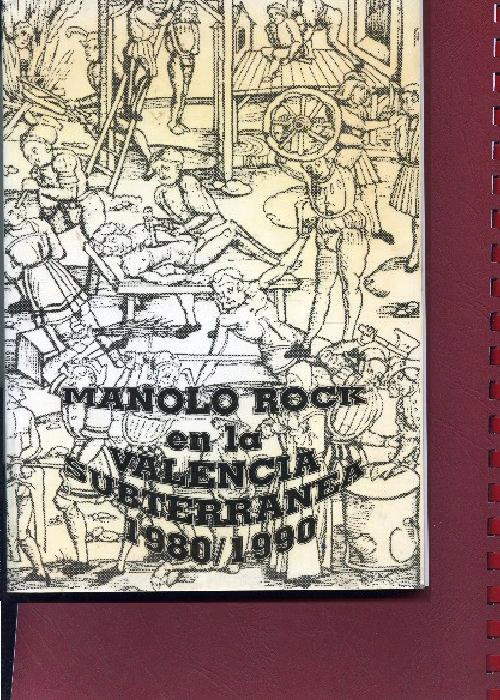 MANOLO ROCK
en la
VALENCIA
SUBTERRANEA
1980/1990